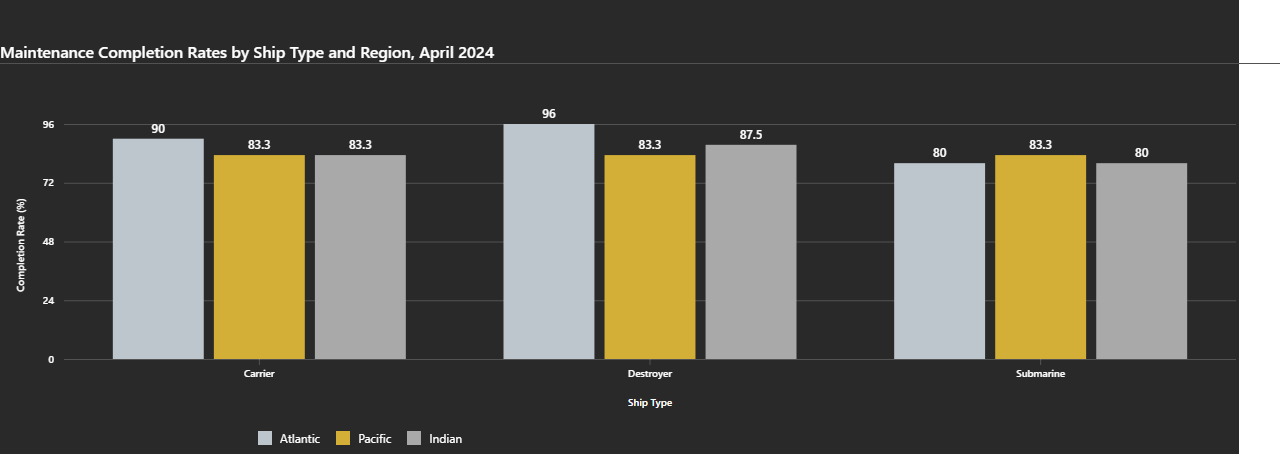 Maintenance Completion Rates by Ship Type and Region, April 2024
96
72
48
24
0
Completion Rate (%)
90
83.3
83.3
96
83.3
87.5
80
83.3
80
Carrier
Destroyer
Submarine
Ship Type
Atlantic
Pacific
Indian